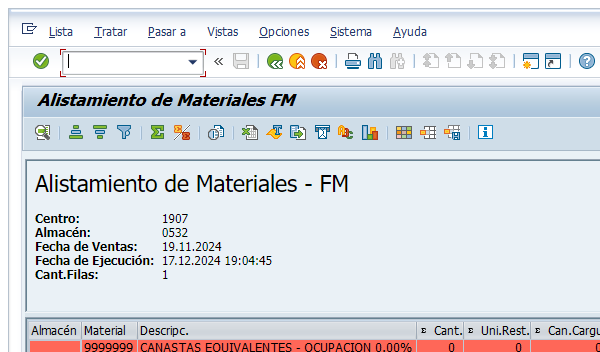 Lista Tratar Pasar a Vistas Opciones Sistema Ayuda
Alistamiento de Materiales FM
Alistamiento de Materiales - FM
Centro: 1907
Almacén: 0532
Fecha de Ventas: 19.11.2024
Fecha de Ejecución: 17.12.2024 19:04:45
Cant.Filas: 1
Almacén Material Descripc. Σ Cant. Σ Uni.Rest. Σ Can.Cargu
9999999 CANASTAS EQUIVALENTES - OCUPACION 0.00% 0 0 0